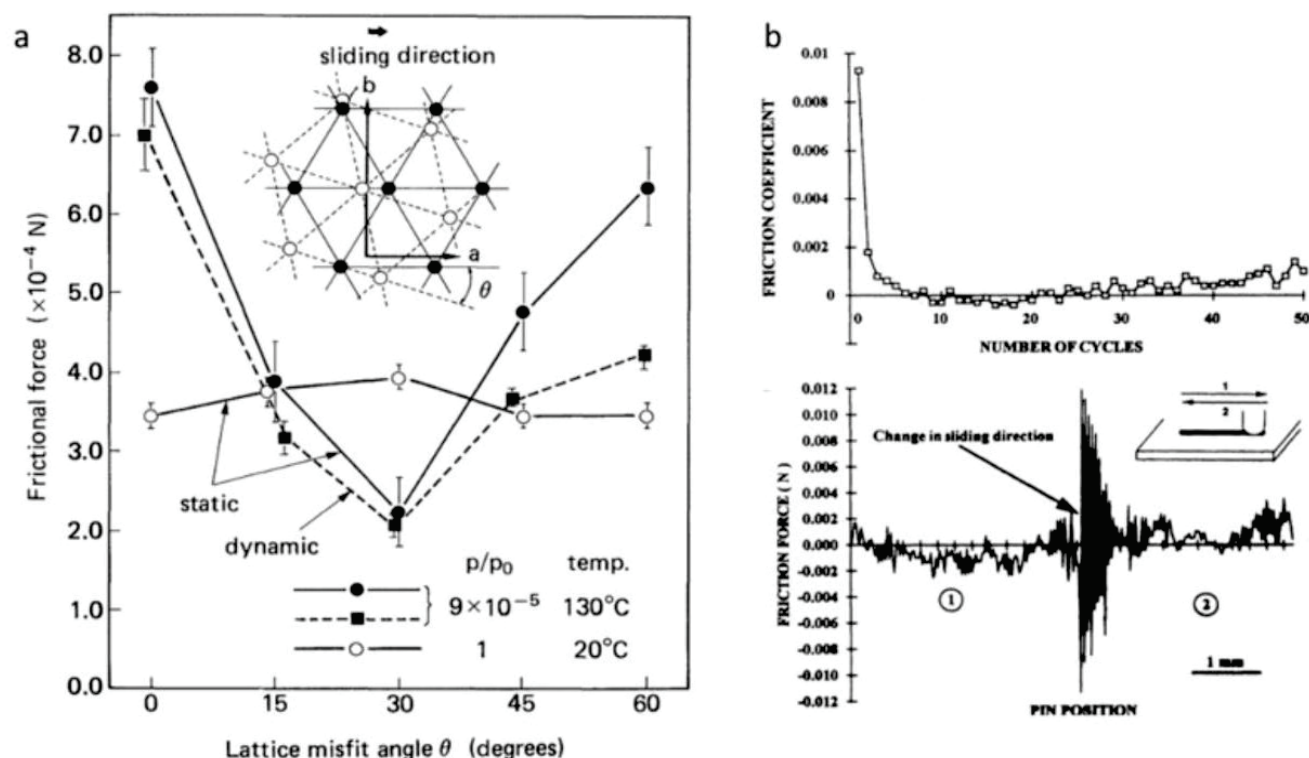 a
sliding direction
b
a
θ
Frictional force (×10⁻⁴ N)
8.0
7.0
6.0
5.0
4.0
3.0
2.0
1.0
0.0
static
dynamic
p/p₀ temp.
9×10⁻⁵ 130°C
1 20°C
0 15 30 45 60
Lattice misfit angle θ (degrees)
b
FRICTION COEFFICIENT
0.01
0.008
0.006
0.004
0.002
0
0 10 20 30 40 50
NUMBER OF CYCLES
FRICTION FORCE (N)
0.012
0.010
0.008
0.006
0.004
0.002
0.000
-0.002
-0.004
-0.006
-0.008
-0.010
-0.012
Change in sliding direction
1
2
1
2
1 mm
PIN POSITION